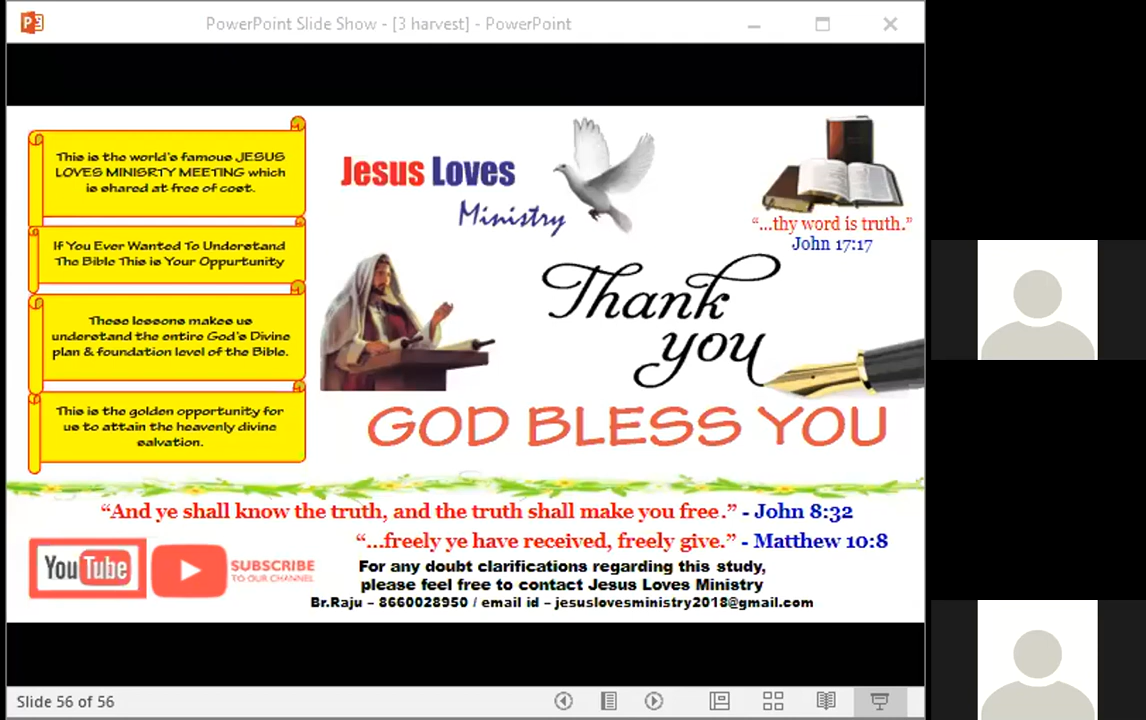 PowerPoint Slide Show - [3 harvest] - PowerPoint
This is the world's famous JESUS
LOVES MINISRTY MEETING which
is shared at free of cost.
If You Ever Wanted To Understand
The Bible This is Your Oppurtunity
These lessons makes us
understand the entire God's Divine
plan & foundation level of the Bible.
This is the golden opportunity for
us to attain the heavenly divine
salvation.
Jesus Loves
Ministry
"...thy word is truth."
John 17:17
Thank
you
GOD BLESS YOU
"And ye shall know the truth, and the truth shall make you free." - John 8:32
"...freely ye have received, freely give." - Matthew 10:8
YouTube
SUBSCRIBE
TO OUR CHANNEL
For any doubt clarifications regarding this study,
please feel free to contact Jesus Loves Ministry
Br.Raju – 8660028950 / email id – jesuslovesministry2018@gmail.com
Slide 56 of 56